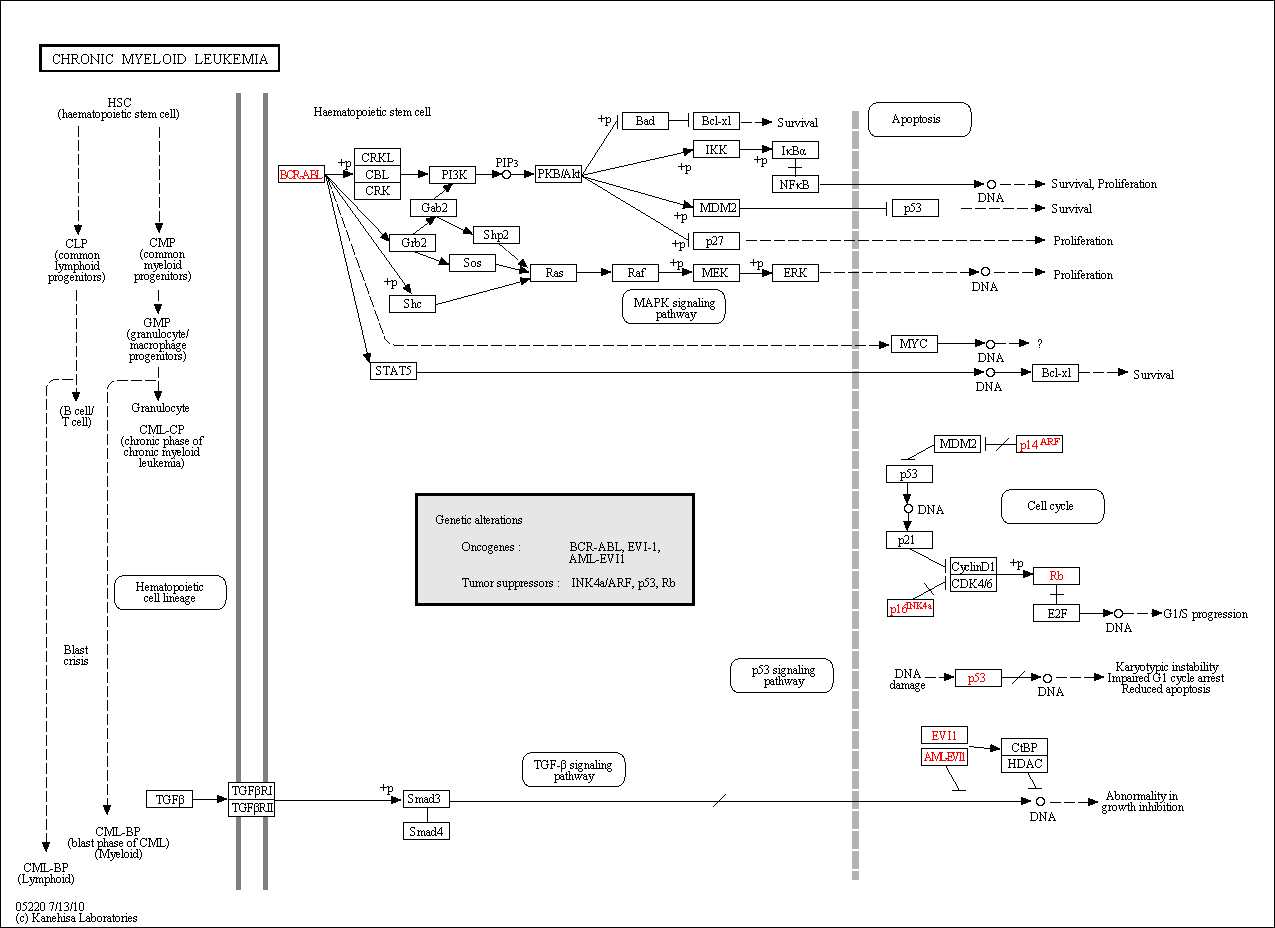 CHRONIC MYELOID LEUKEMIA
HSC
(haematopoietic stem cell)
CLP
(common
lymphoid
progenitors)
CMP
(common
myeloid
progenitors)
GMP
(granulocyte/
macrophage
progenitors)
(B cell/
T cell)
Granulocyte
CML-CP
(chronic phase of
chronic myeloid
leukemia)
Hematopoietic
cell lineage
Blast
crisis
CML-BP
(blast phase of CML)
(Myeloid)
CML-BP
(Lymphoid)
Haematopoietic stem cell
BCR-ABL
+p
CRKL
CBL
CRK
PI3K
PIP3
PKB/Akt
Gab2
Grb2
Shp2
Sos
+p
Shc
STAT5
Ras
Raf
+p
MEK
+p
ERK
MAPK signaling
pathway
+p
Bad
Bcl-xl
Survival
+p
IKK
+p
IκBα
NFκB
DNA
Survival, Proliferation
+p
MDM2
p53
Survival
+p
p27
Proliferation
DNA
Proliferation
Apoptosis
MYC
DNA
?
DNA
Bcl-xl
Survival
MDM2
p14 ARF
p53
DNA
p21
Cell cycle
CyclinD1
CDK4/6
p16 INK4a
+p
Rb
E2F
DNA
G1/S progression
Genetic alterations
Oncogenes : BCR-ABL, EVI-1,
AML-EVI1
Tumor suppressors : INK4a/ARF, p53, Rb
p53 signaling
pathway
DNA
damage
p53
DNA
Karyotypic instability
Impaired G1 cycle arrest
Reduced apoptosis
EVI1
AML-EVI1
CtBP
HDAC
TGF-β signaling
pathway
TGFβ
TGFβRI
TGFβRII
+p
Smad3
Smad4
DNA
Abnormality in
growth inhibition
05220 7/13/10
(c) Kanehisa Laboratories